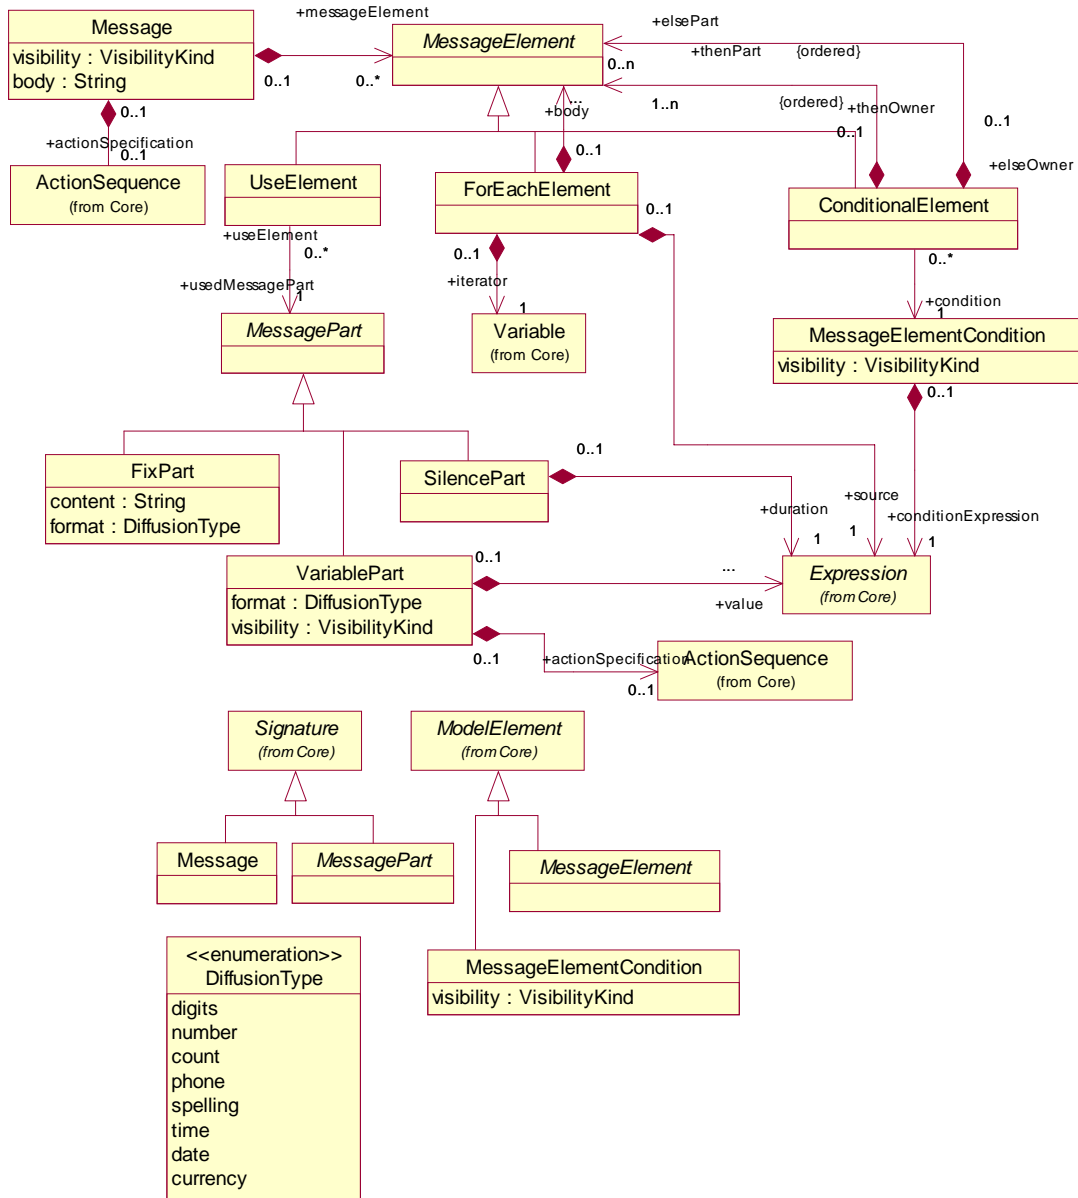 +messageElement
Message
visibility : VisibilityKind
body : String
0..1
0..*
MessageElement
0..n
+elsePart
+thenPart
{ordered}
1..n
{ordered}
+thenOwner
0..1
0..1
+elseOwner
...
+body
0..1
0..1
+actionSpecification
0..1
ActionSequence
(from Core)
UseElement
ForEachElement
0..1
ConditionalElement
+useElement
0..*
+usedMessagePart
1
0..1
+iterator
1
0..*
+condition
1
MessagePart
Variable
(from Core)
MessageElementCondition
visibility : VisibilityKind
0..1
FixPart
content : String
format : DiffusionType
SilencePart
0..1
+duration
1
+source
1
+conditionExpression
1
VariablePart
format : DiffusionType
visibility : VisibilityKind
0..1
...
+value
Expression
(from Core)
0..1
+actionSpecification
0..1
ActionSequence
(from Core)
Signature
(from Core)
ModelElement
(from Core)
Message
MessagePart
MessageElement
MessageElementCondition
visibility : VisibilityKind
<<enumeration>>
DiffusionType
digits
number
count
phone
spelling
time
date
currency